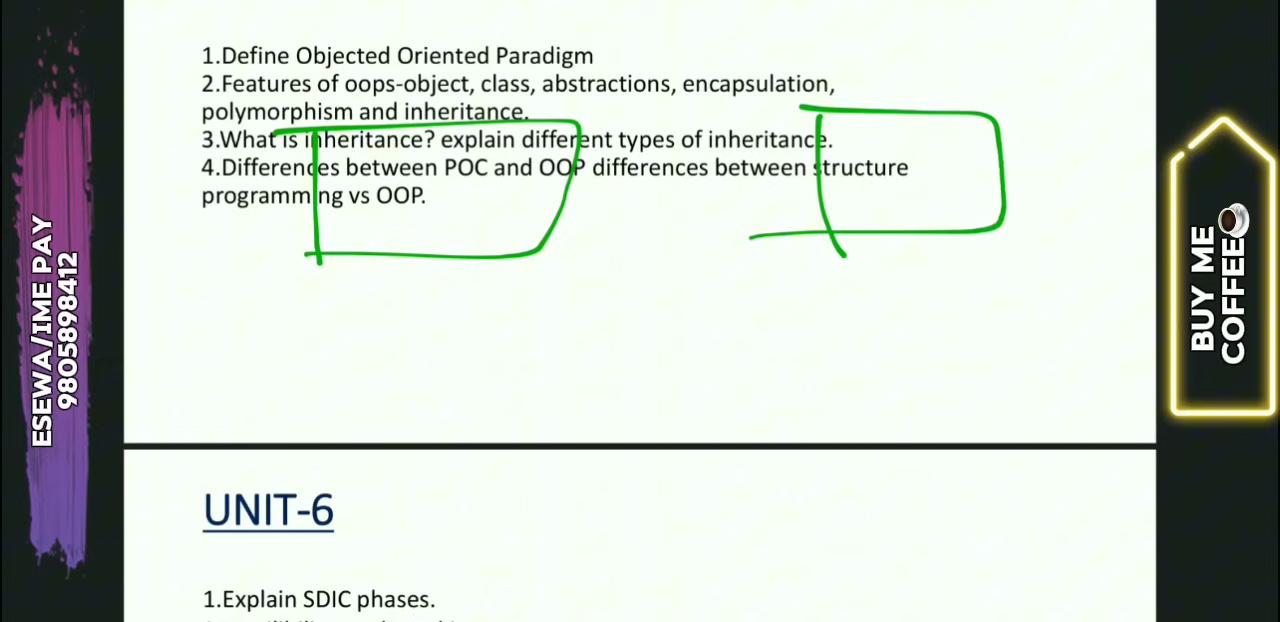 1.Define Objected Oriented Paradigm
2.Features of oops-object, class, abstractions, encapsulation,
polymorphism and inheritance.
3.What is inheritance? explain different types of inheritance.
4.Differences between POC and OOP differences between structure
programming vs OOP.
UNIT-6
1.Explain SDIC phases.
ESEWA/IME PAY
9805898412
BUY ME
COFFEE